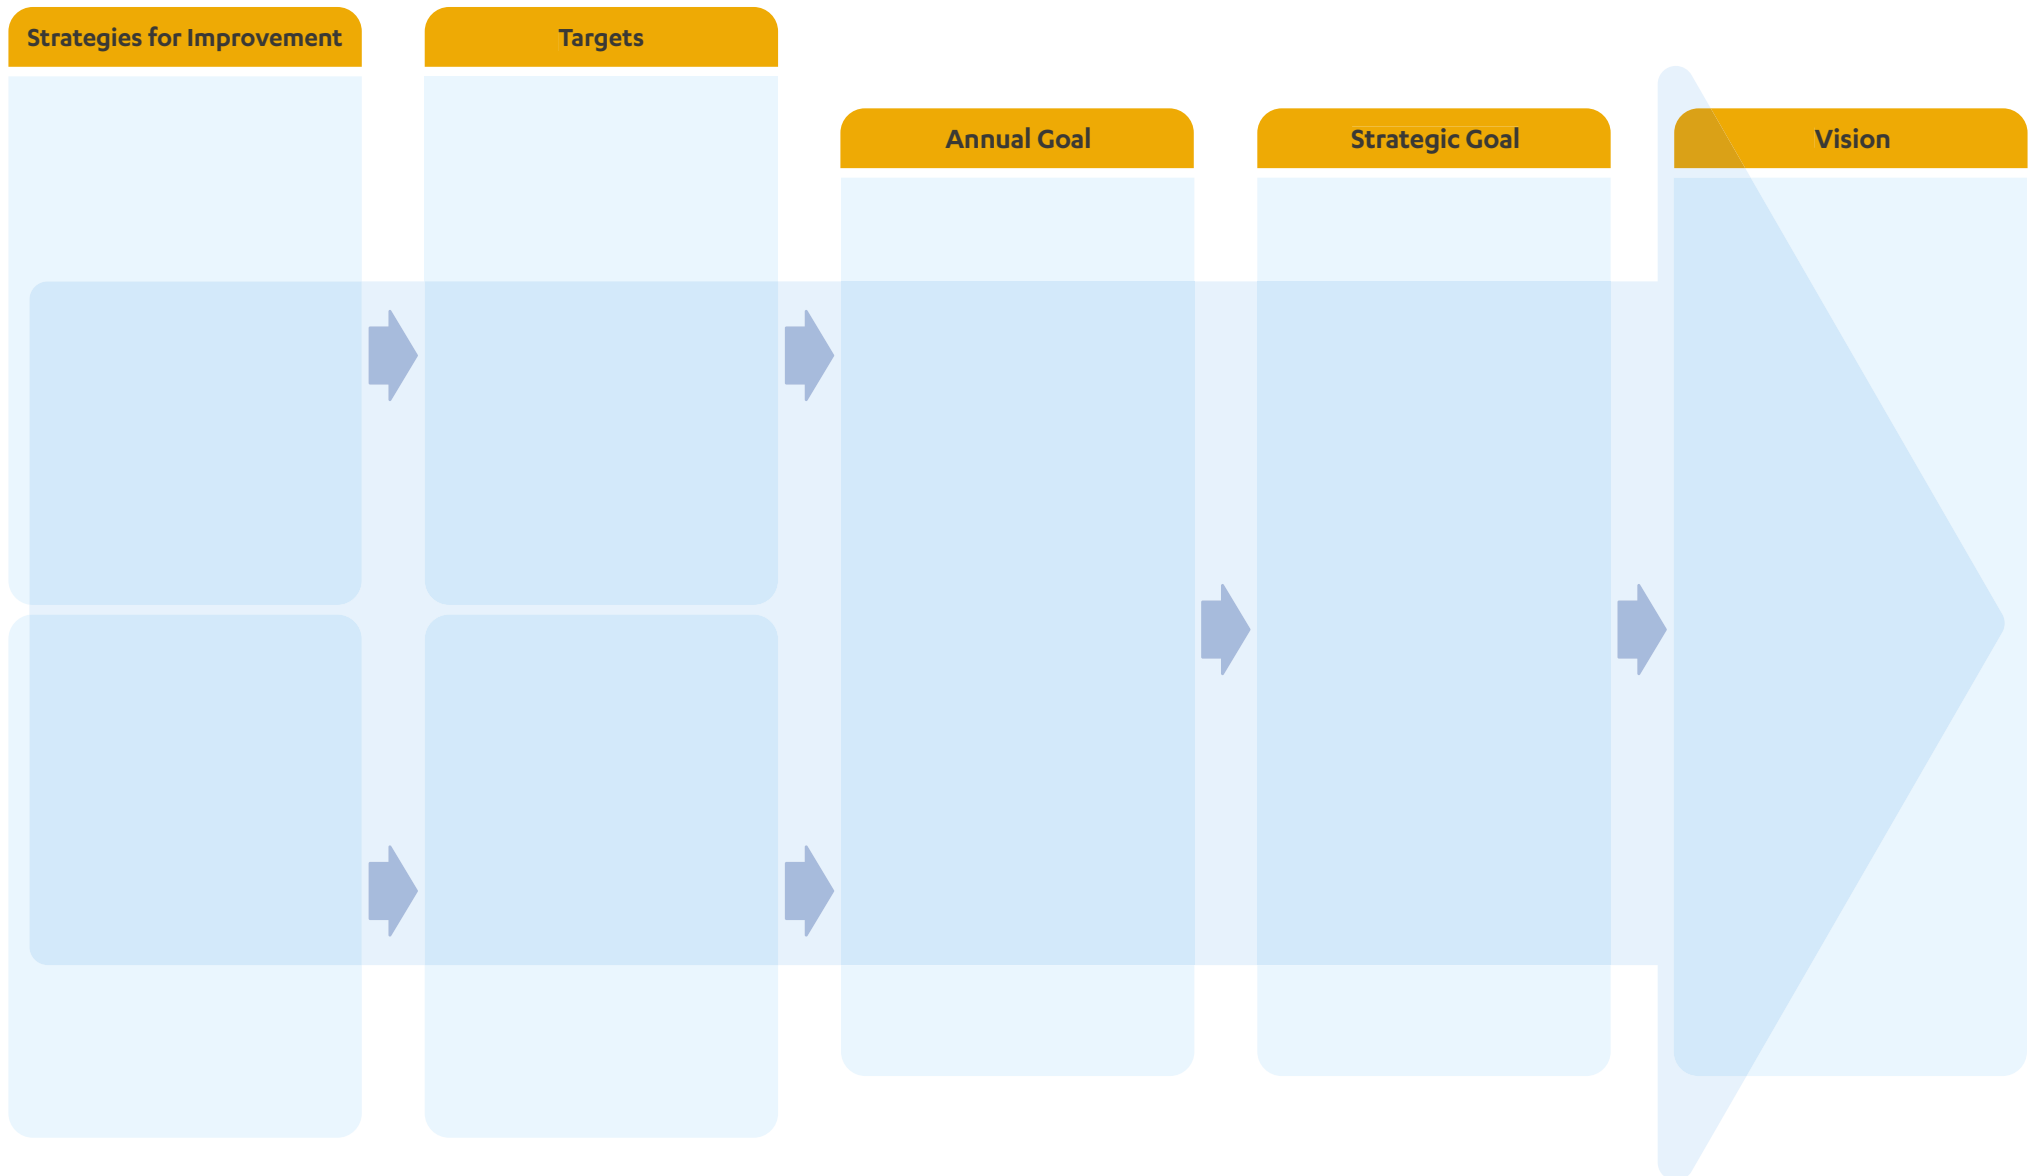 Strategies for Improvement
Targets
Annual Goal
Strategic Goal
Vision